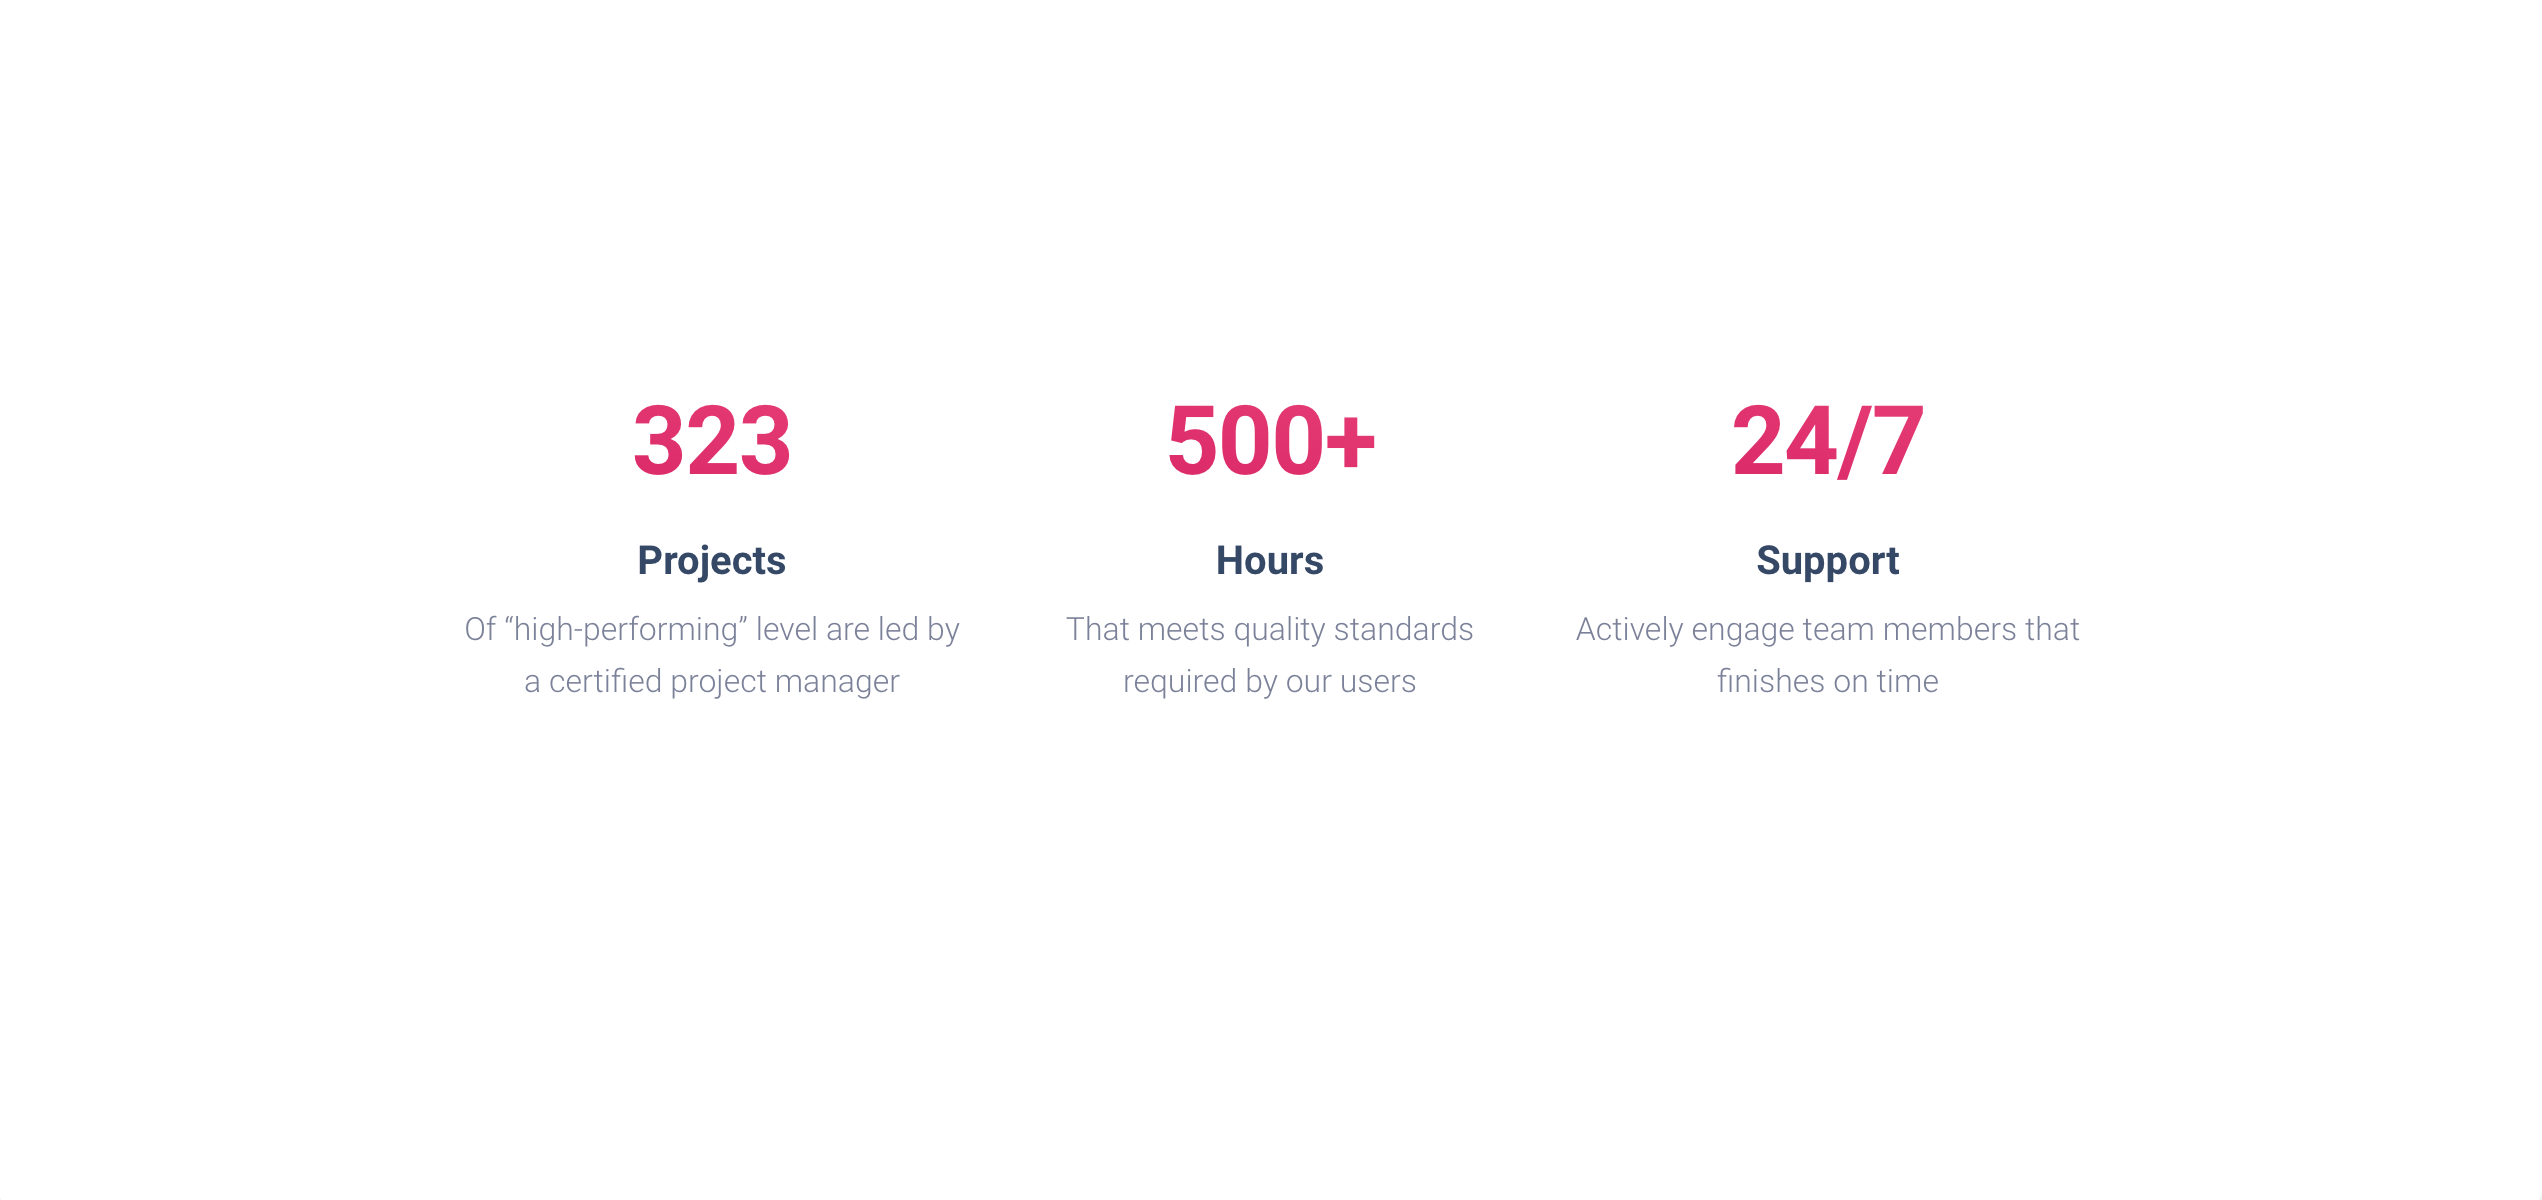 323
Projects
Of “high-performing” level are led by
a certified project manager
500+
Hours
That meets quality standards
required by our users
24/7
Support
Actively engage team members that
finishes on time